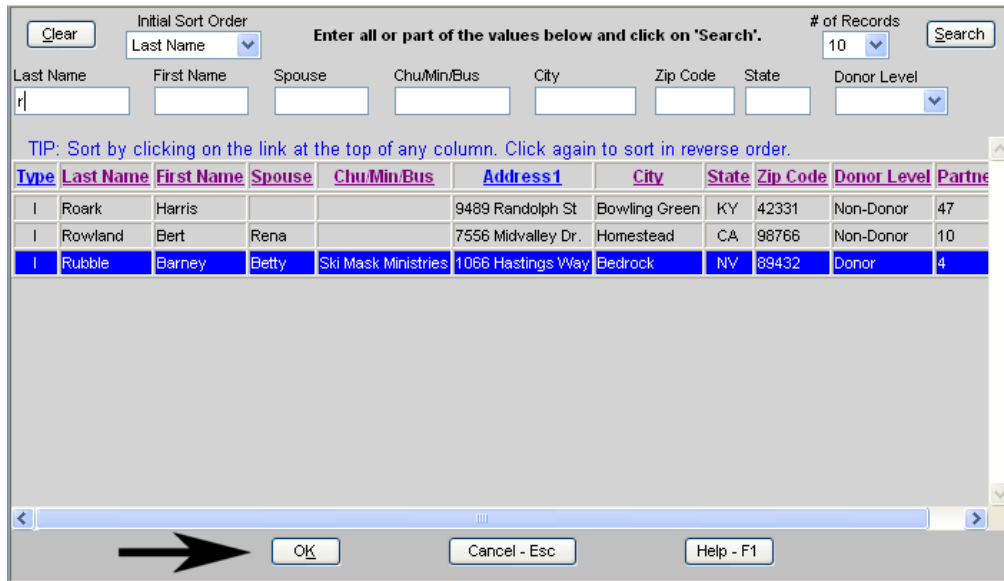 Clear
Initial Sort Order
Last Name
Enter all or part of the values below and click on 'Search'.
# of Records
10
Search
Last Name First Name Spouse Chu/Min/Bus City Zip Code State Donor Level
r
TIP: Sort by clicking on the link at the top of any column. Click again to sort in reverse order.
Type Last Name First Name Spouse Chu/Min/Bus Address1 City State Zip Code Donor Level Partne
I Roark Harris 9489 Randolph St Bowling Green KY 42331 Non-Donor 47
I Rowland Bert Rena 7556 Midvalley Dr. Homestead CA 98766 Non-Donor 10
I Rubble Barney Betty Ski Mask Ministries 1066 Hastings Way Bedrock NV 89432 Donor 4
OK Cancel - Esc Help - F1